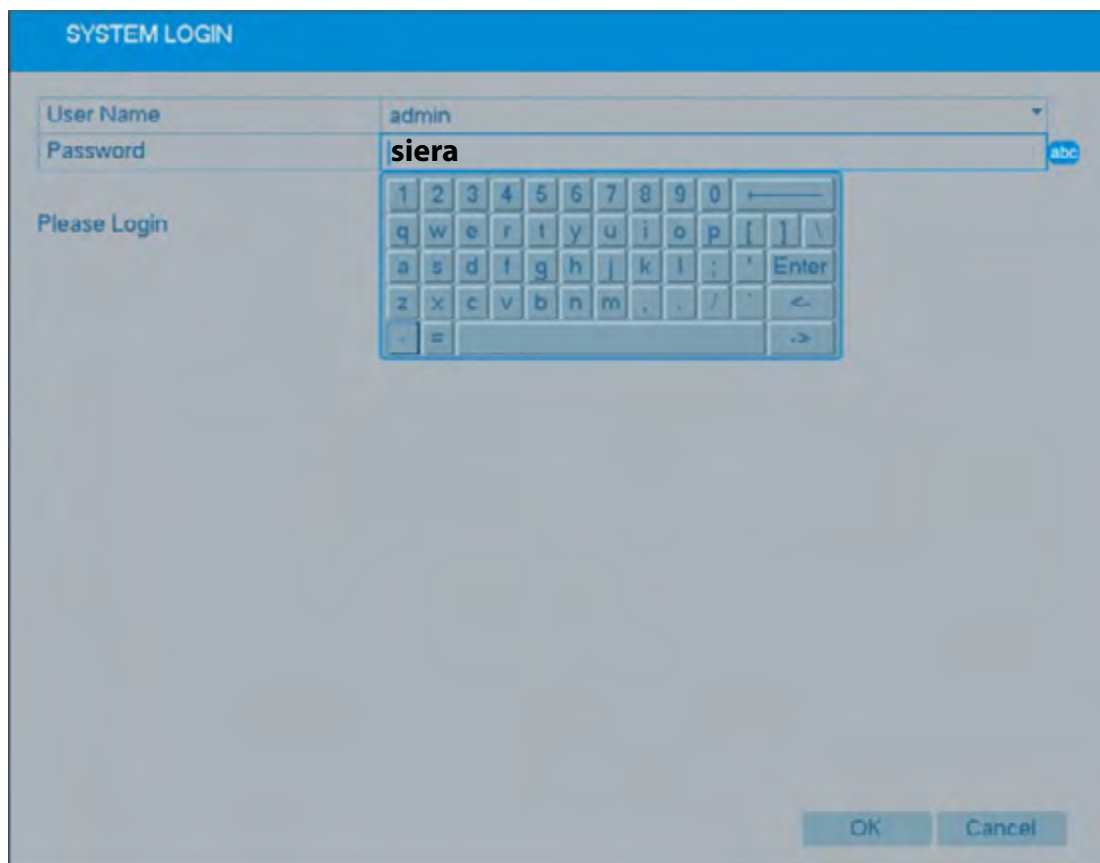 SYSTEM LOGIN
User Name admin
Password siera
abc
Please Login
1 2 3 4 5 6 7 8 9 0
q w e r t y u i o p [ ] \
a s d f g h j k l ; ' Enter
z x c v b n m , . / ` <-
- = ->
OK Cancel